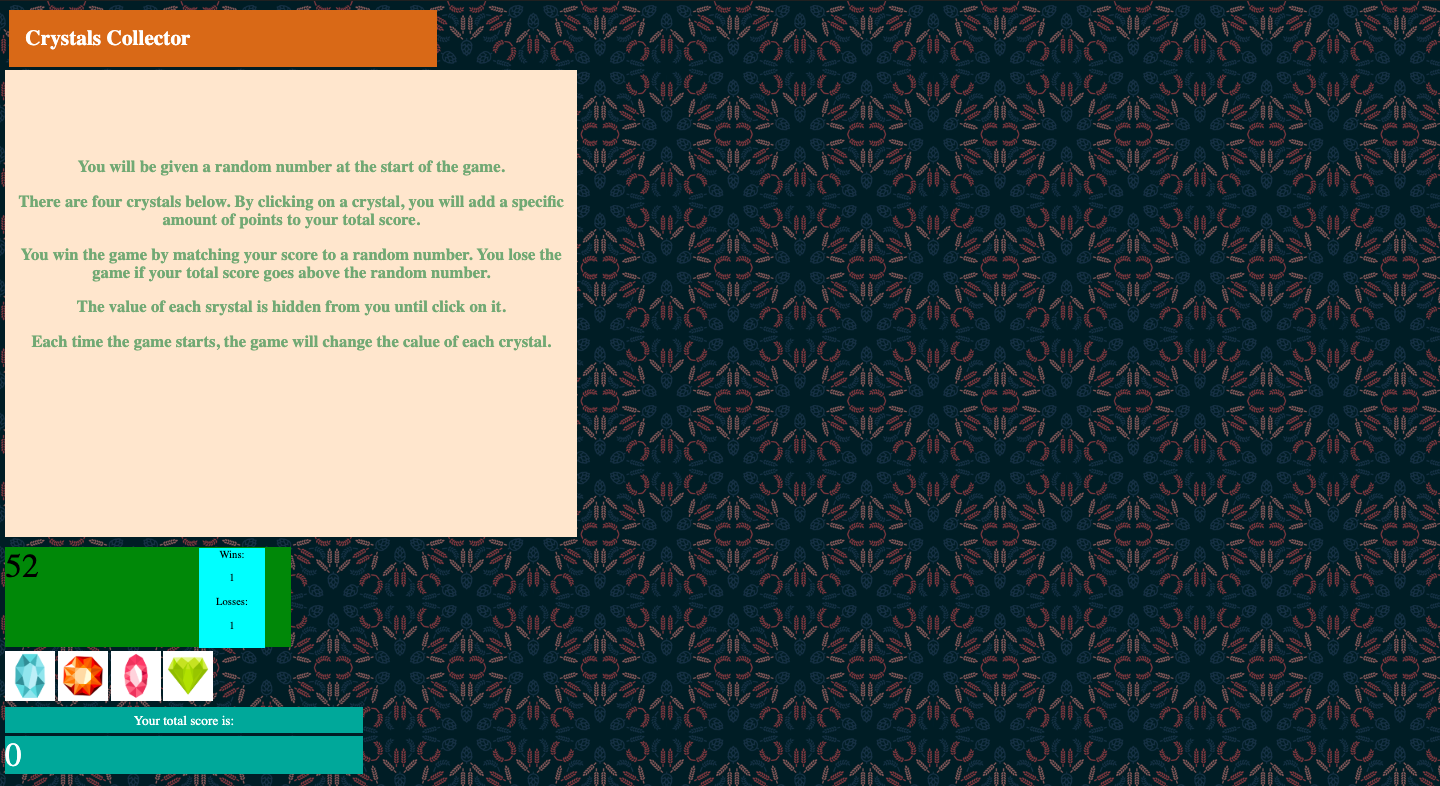 Crystals Collector
You will be given a random number at the start of the game.
There are four crystals below. By clicking on a crystal, you will add a specific
amount of points to your total score.
You win the game by matching your score to a random number. You lose the
game if your total score goes above the random number.
The value of each srystal is hidden from you until click on it.
Each time the game starts, the game will change the calue of each crystal.
52
Wins:
1
Losses:
1
Your total score is:
0